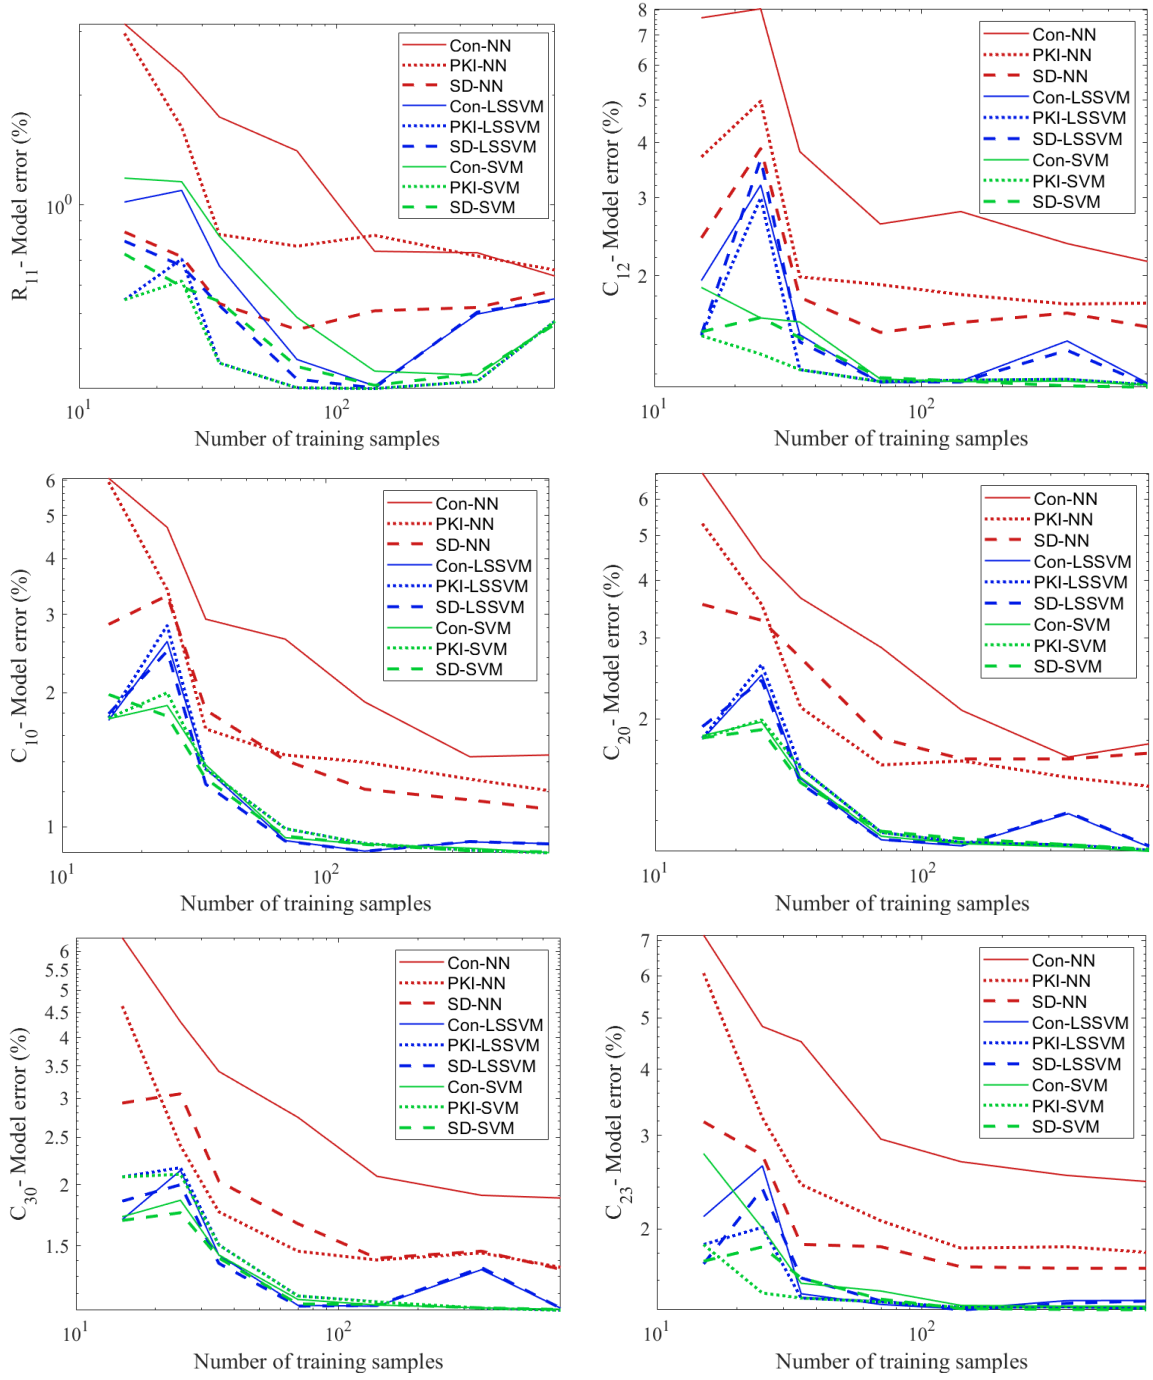 R11- Model error (%)
10^0
10^1
10^2
Number of training samples
Con-NN
PKI-NN
SD-NN
Con-LSSVM
PKI-LSSVM
SD-LSSVM
Con-SVM
PKI-SVM
SD-SVM
C12- Model error (%)
8
7
6
5
4
3
2
10^1
10^2
Number of training samples
Con-NN
PKI-NN
SD-NN
Con-LSSVM
PKI-LSSVM
SD-LSSVM
Con-SVM
PKI-SVM
SD-SVM
C10- Model error (%)
6
5
4
3
2
1
10^1
10^2
Number of training samples
Con-NN
PKI-NN
SD-NN
Con-LSSVM
PKI-LSSVM
SD-LSSVM
Con-SVM
PKI-SVM
SD-SVM
C20- Model error (%)
6
5
4
3
2
10^1
10^2
Number of training samples
Con-NN
PKI-NN
SD-NN
Con-LSSVM
PKI-LSSVM
SD-LSSVM
Con-SVM
PKI-SVM
SD-SVM
C30- Model error (%)
6
5.5
5
4.5
4
3.5
3
2.5
2
1.5
10^1
10^2
Number of training samples
Con-NN
PKI-NN
SD-NN
Con-LSSVM
PKI-LSSVM
SD-LSSVM
Con-SVM
PKI-SVM
SD-SVM
C23- Model error (%)
7
6
5
4
3
2
10^1
10^2
Number of training samples
Con-NN
PKI-NN
SD-NN
Con-LSSVM
PKI-LSSVM
SD-LSSVM
Con-SVM
PKI-SVM
SD-SVM